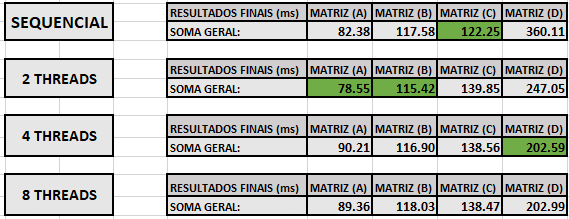 SEQUENCIAL
RESULTADOS FINAIS (ms) MATRIZ (A) MATRIZ (B) MATRIZ (C) MATRIZ (D)
SOMA GERAL: 82.38 117.58 122.25 360.11
2 THREADS
RESULTADOS FINAIS (ms) MATRIZ (A) MATRIZ (B) MATRIZ (C) MATRIZ (D)
SOMA GERAL: 78.55 115.42 139.85 247.05
4 THREADS
RESULTADOS FINAIS (ms) MATRIZ (A) MATRIZ (B) MATRIZ (C) MATRIZ (D)
SOMA GERAL: 90.21 116.90 138.56 202.59
8 THREADS
RESULTADOS FINAIS (ms) MATRIZ (A) MATRIZ (B) MATRIZ (C) MATRIZ (D)
SOMA GERAL: 89.36 118.03 138.47 202.99